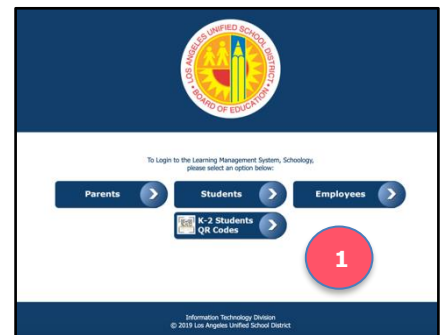 LOS ANGELES UNIFIED SCHOOL DISTRICT
BOARD OF EDUCATION
To Login to the Learning Management System, Schoology,
please select an option below:
Parents
Students
Employees
K-2 Students
QR Codes
1
Information Technology Division
© 2019 Los Angeles Unified School District